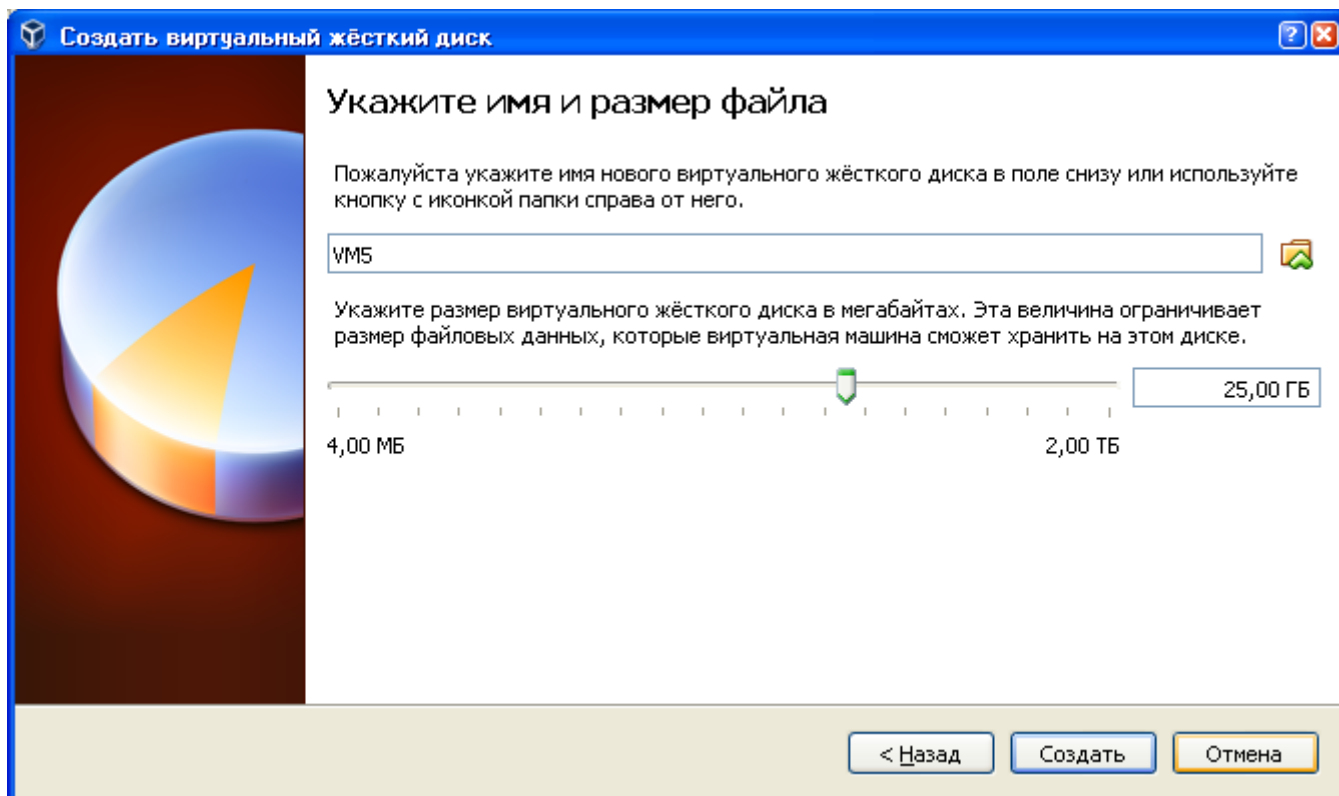 Создать виртуальный жёсткий диск
Укажите имя и размер файла
Пожалуйста укажите имя нового виртуального жёсткого диска в поле снизу или используйте
кнопку с иконкой папки справа от него.
VM5
Укажите размер виртуального жёсткого диска в мегабайтах. Эта величина ограничивает
размер файловых данных, которые виртуальная машина сможет хранить на этом диске.
25,00 ГБ
4,00 МБ 2,00 ТБ
< Назад Создать Отмена